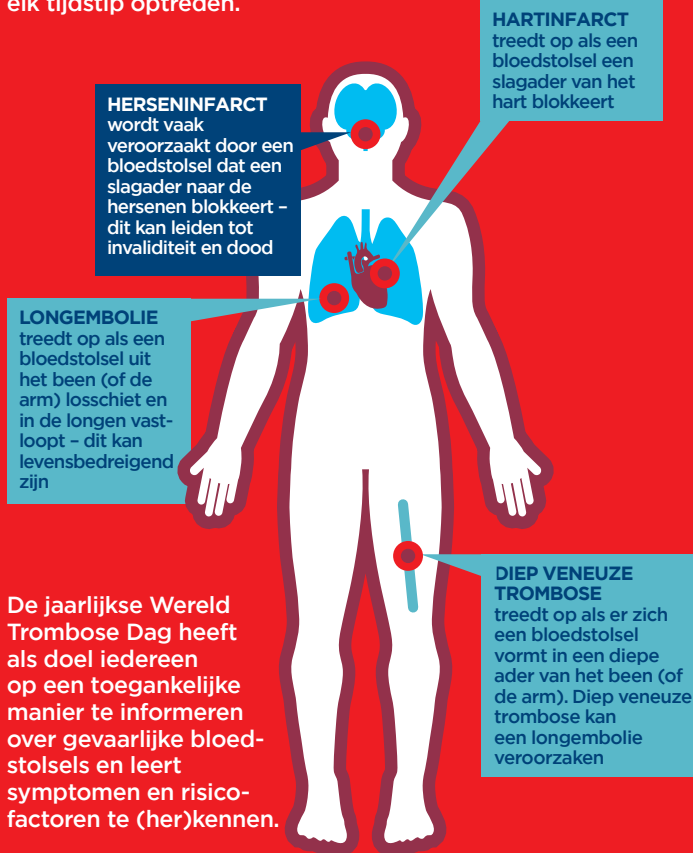 elk tijdstip optreden.
HARTINFARCT
treedt op als een
bloedstolsel een
slagader van het
hart blokkeert
HERSENINFARCT
wordt vaak
veroorzaakt door een
bloedstolsel dat een
slagader naar de
hersenen blokkeert –
dit kan leiden tot
invaliditeit en dood
LONGEMBOLIE
treedt op als een
bloedstolsel uit
het been (of de
arm) losschiet en
in de longen vast-
loopt – dit kan
levensbedreigend
zijn
DIEP VENEUZE
TROMBOSE
treedt op als er zich
een bloedstolsel
vormt in een diepe
ader van het been (of
de arm). Diep veneuze
trombose kan
een longembolie
veroorzaken
De jaarlijkse Wereld
Trombose Dag heeft
als doel iedereen
op een toegankelijke
manier te informeren
over gevaarlijke bloed-
stolsels en leert
symptomen en risico-
factoren te (her)kennen.